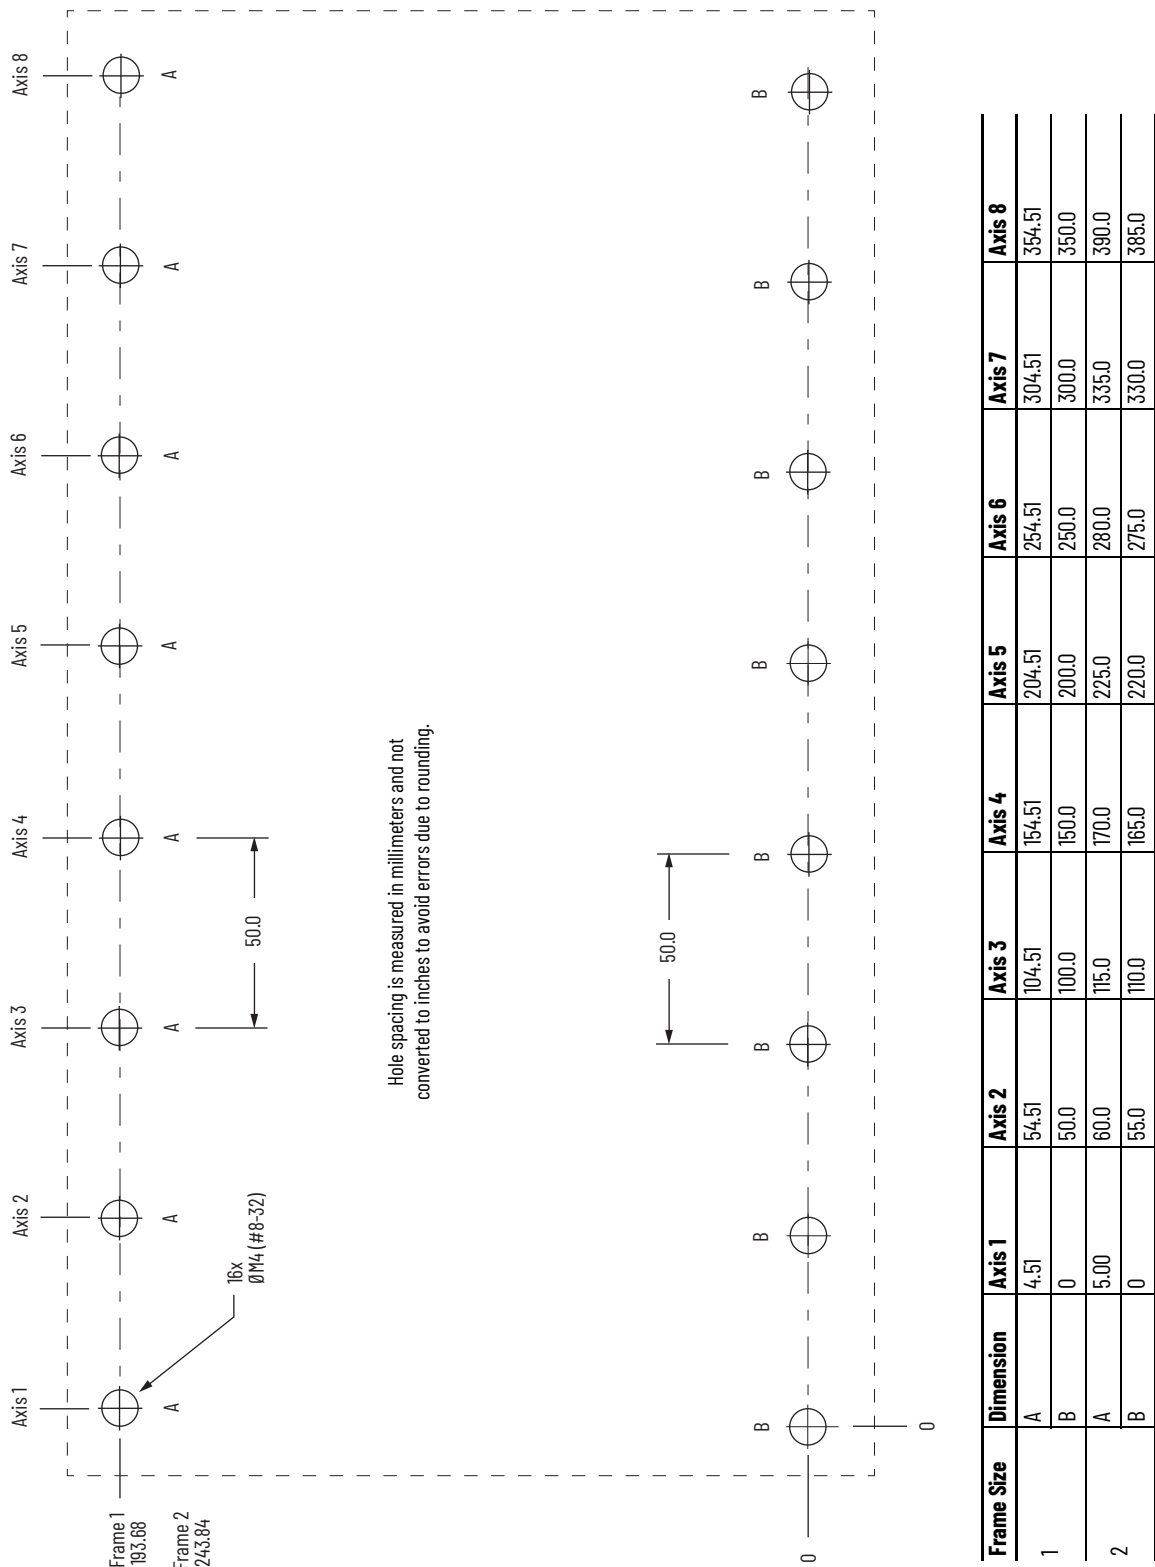 Axis 1
Axis 2
Axis 3
Axis 4
Axis 5
Axis 6
Axis 7
Axis 8
Frame 1
193.68
Frame 2
243.84
A
A
A
A
A
A
A
A
16x
ØM4 (#8-32)
50.0
Hole spacing is measured in millimeters and not
converted to inches to avoid errors due to rounding.
50.0
B
B
B
B
B
B
B
B
0
0
Frame Size Dimension Axis 1 Axis 2 Axis 3 Axis 4 Axis 5 Axis 6 Axis 7 Axis 8
1 A 4.51 54.51 104.51 154.51 204.51 254.51 304.51 354.51
B 0 50.0 100.0 150.0 200.0 250.0 300.0 350.0
2 A 5.00 60.0 115.0 170.0 225.0 280.0 335.0 390.0
B 0 55.0 110.0 165.0 220.0 275.0 330.0 385.0